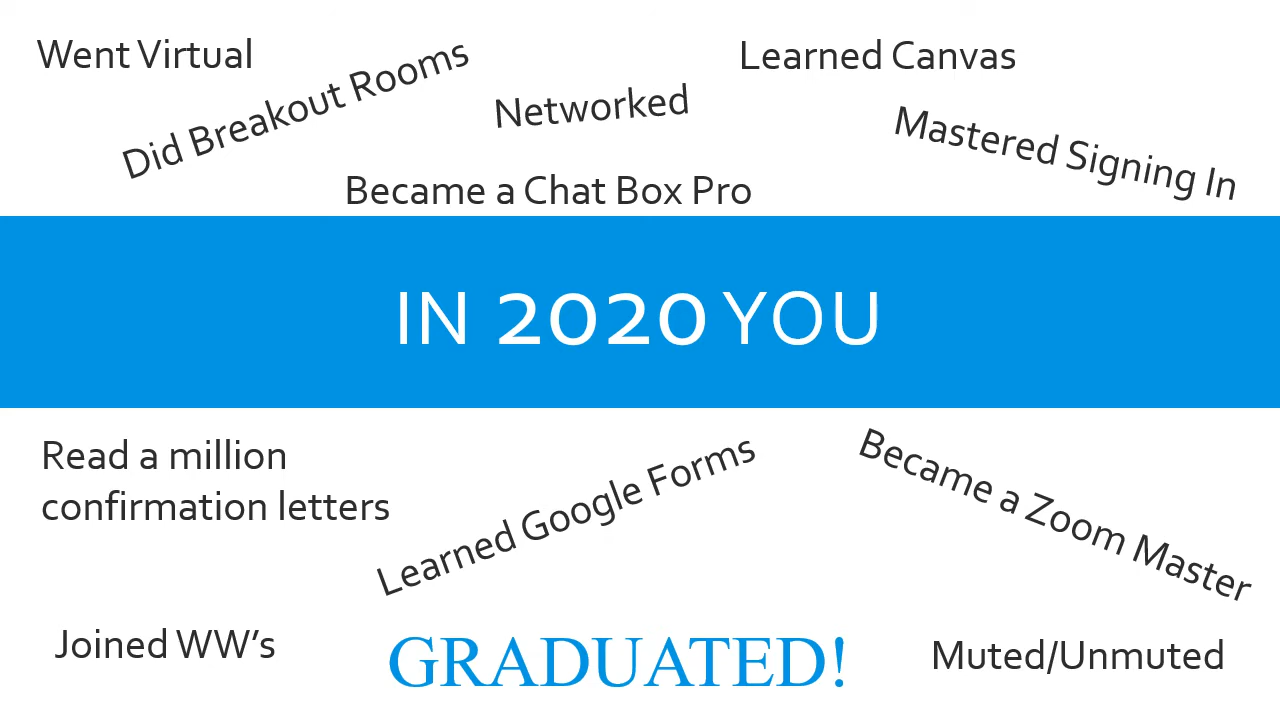 Went Virtual
Did Breakout Rooms
Networked
Learned Canvas
Mastered Signing In
Became a Chat Box Pro
IN 2020 YOU
Read a million
confirmation letters
Learned Google Forms
Became a Zoom Master
Joined WW’s
GRADUATED!
Muted/Unmuted